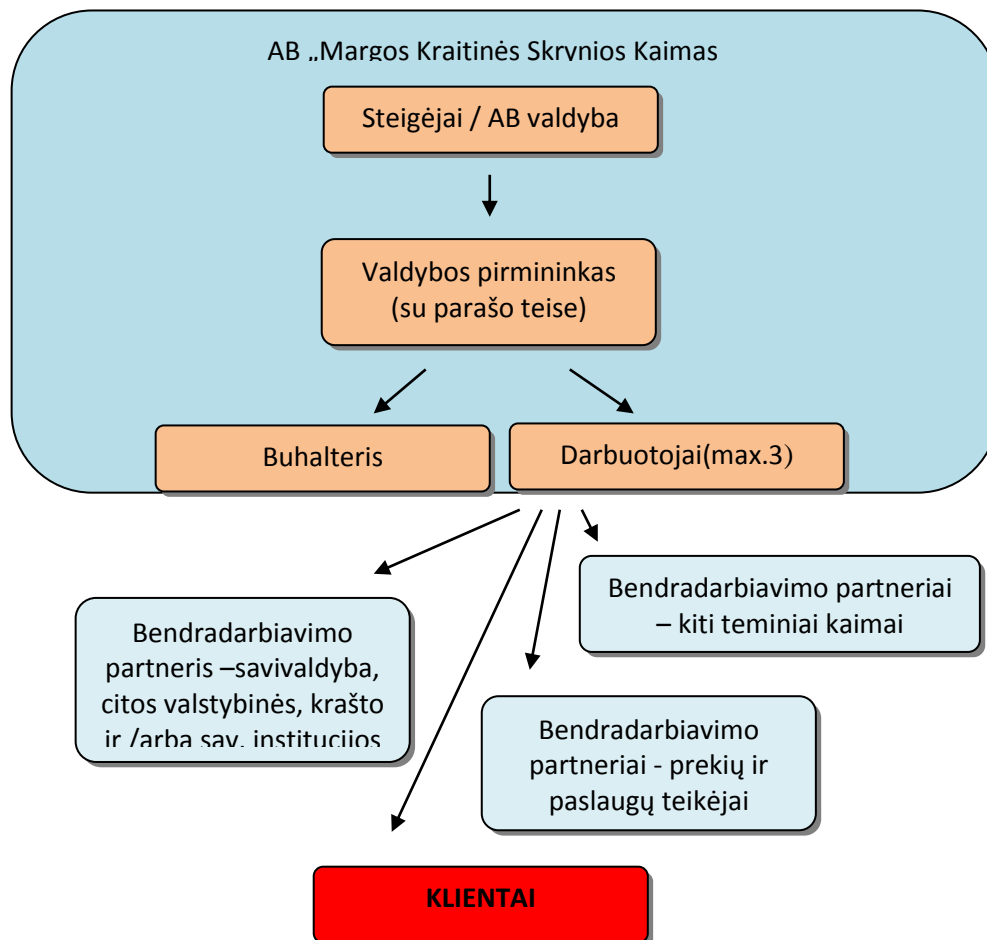 AB „Margos Kraitinės Skrynios Kaimas
Steigėjai / AB valdyba
Valdybos pirmininkas
(su parašo teise)
Buhalteris
Darbuotojai(max.3)
Bendradarbiavimo partneriai
– kiti teminiai kaimai
Bendradarbiavimo
partneris –savivaldyba,
citos valstybinės, krašto
ir /arba sav. institucijos
Bendradarbiavimo
partneriai - prekių ir
paslaugų teikėjai
KLIENTAI